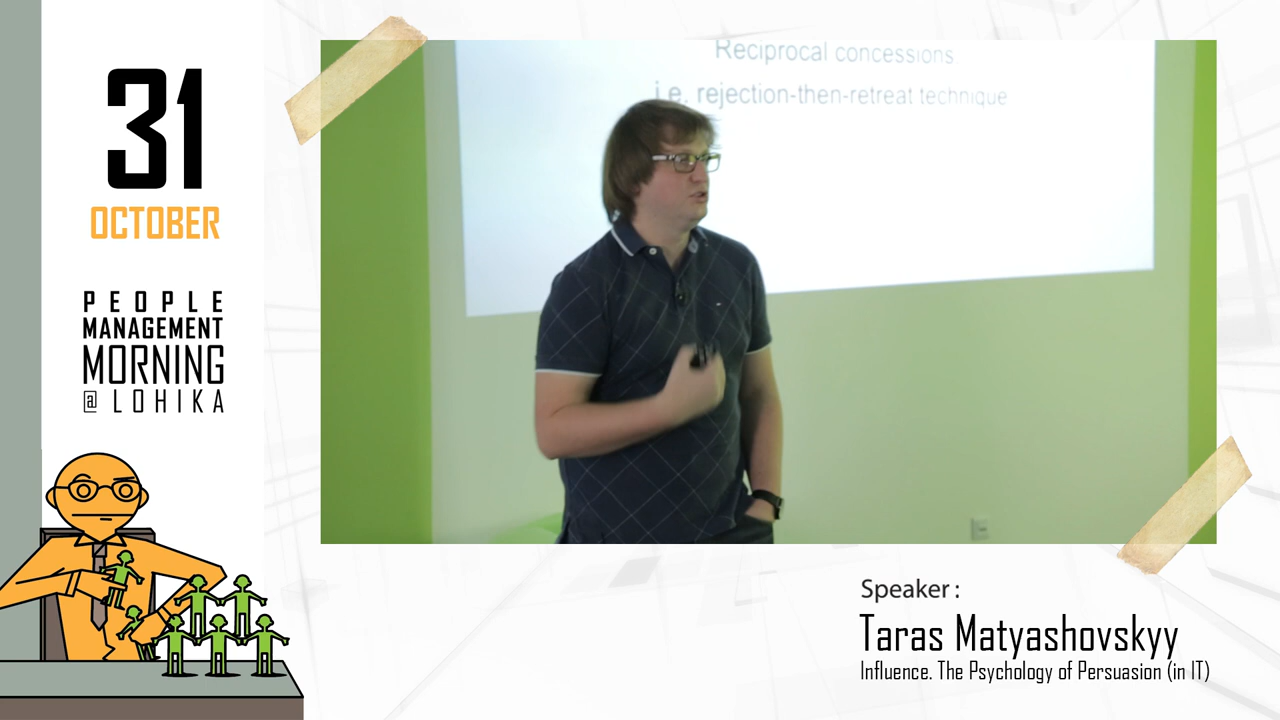 31
OCTOBER
PEOPLE
MANAGEMENT
MORNING
@LOHIKA
Reciprocal concessions
i.e. rejection-then-retreat technique
Speaker :
Taras Matyashovskyy
Influence. The Psychology of Persuasion (in IT)